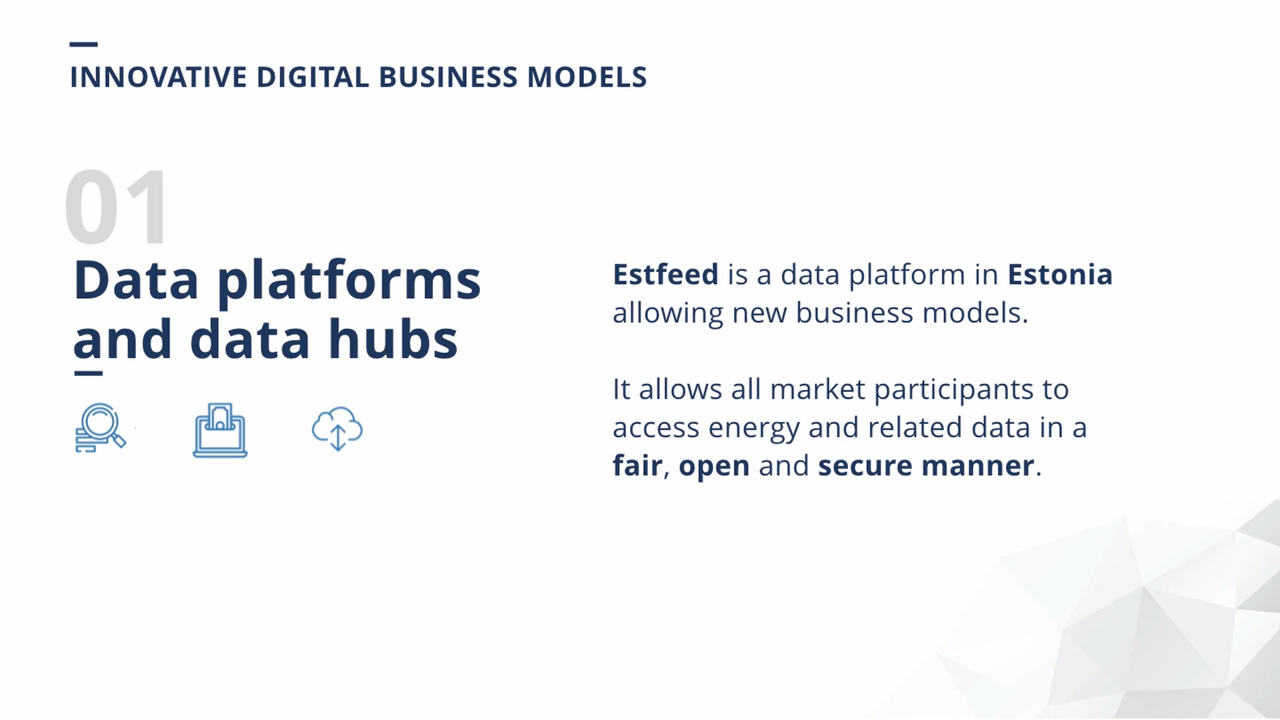 INNOVATIVE DIGITAL BUSINESS MODELS
01
Data platforms
and data hubs
Estfeed is a data platform in Estonia
allowing new business models.
It allows all market participants to
access energy and related data in a
fair, open and secure manner.